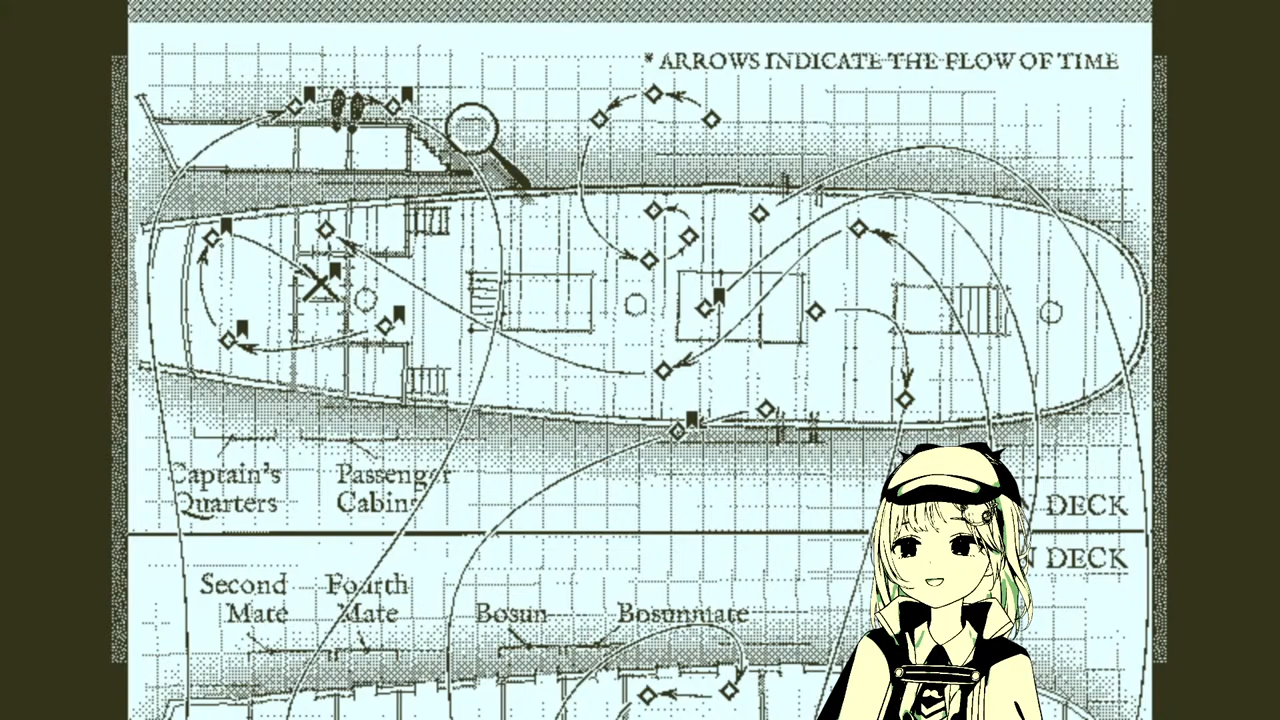 * ARROWS INDICATE THE FLOW OF TIME
Captain's
Quarters
Passenger
Cabins
DECK
DECK
Second
Mate
Fourth
Mate
Bosun
Bosunmate